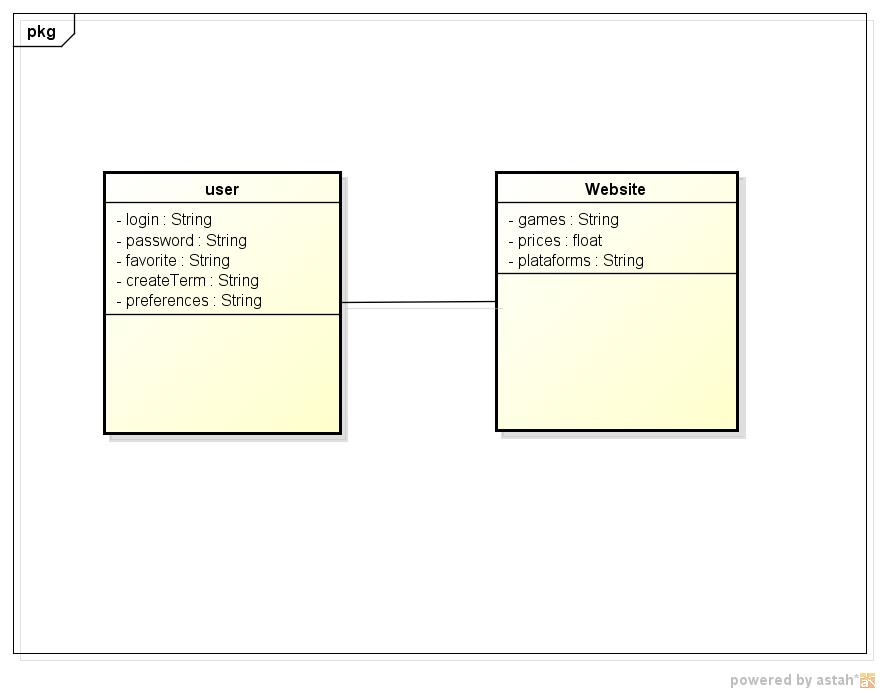 pkg
user
- login : String
- password : String
- favorite : String
- createTerm : String
- preferences : String
Website
- games : String
- prices : float
- plataforms : String
powered by astah*